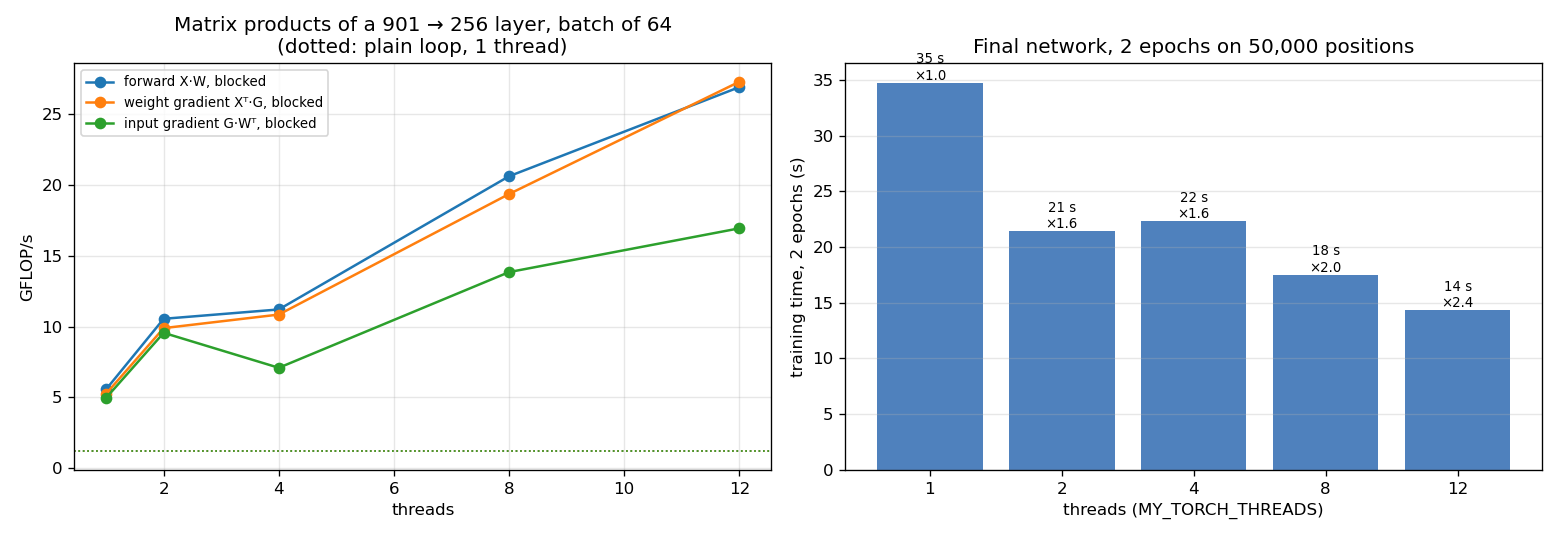 Matrix products of a 901 → 256 layer, batch of 64
(dotted: plain loop, 1 thread)
forward X·W, blocked
weight gradient Xᵀ·G, blocked
input gradient G·Wᵀ, blocked
GFLOP/s
25
20
15
10
5
0
2
4
6
8
10
12
threads
Final network, 2 epochs on 50,000 positions
training time, 2 epochs (s)
35
30
25
20
15
10
5
0
35 s
×1.0
21 s
×1.6
22 s
×1.6
18 s
×2.0
14 s
×2.4
1
2
4
8
12
threads (MY_TORCH_THREADS)